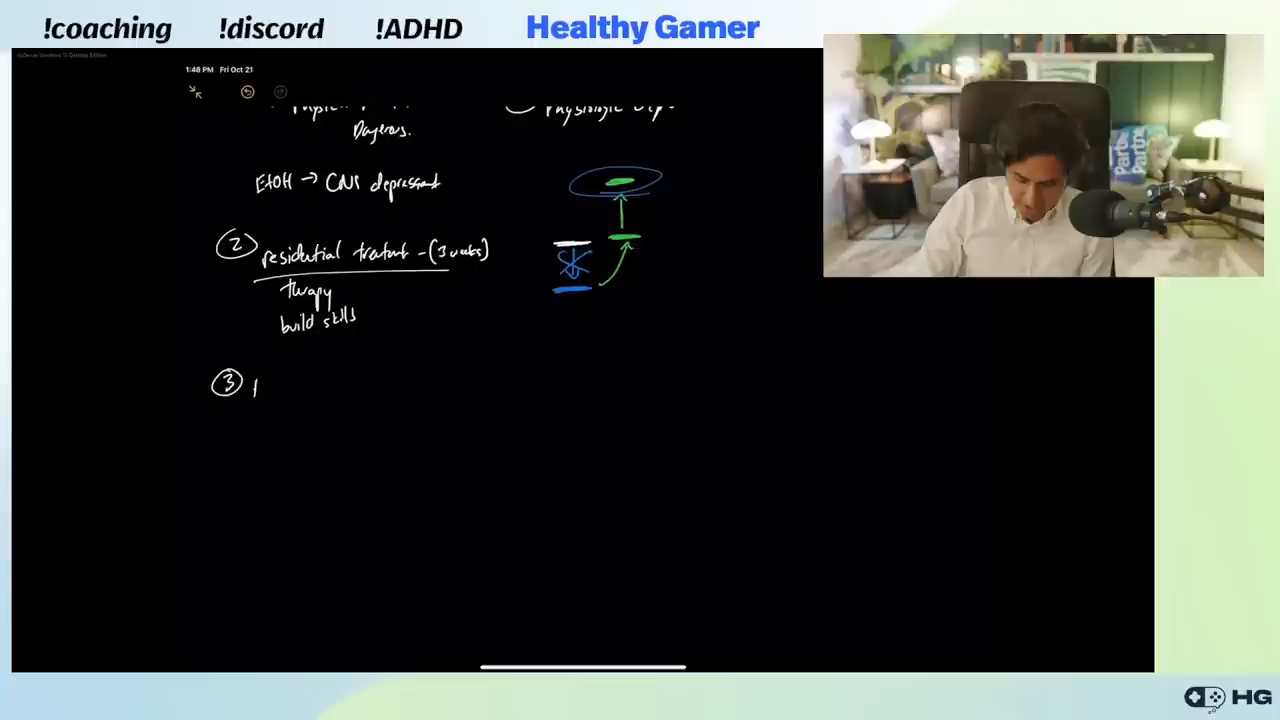 !coaching !discord !ADHD Healthy Gamer
1:48 PM Fri Oct 21
Dangerous.
EtOH → CNS depressant
② residential treatment - (3 weeks)
therapy
build skills
③
HG